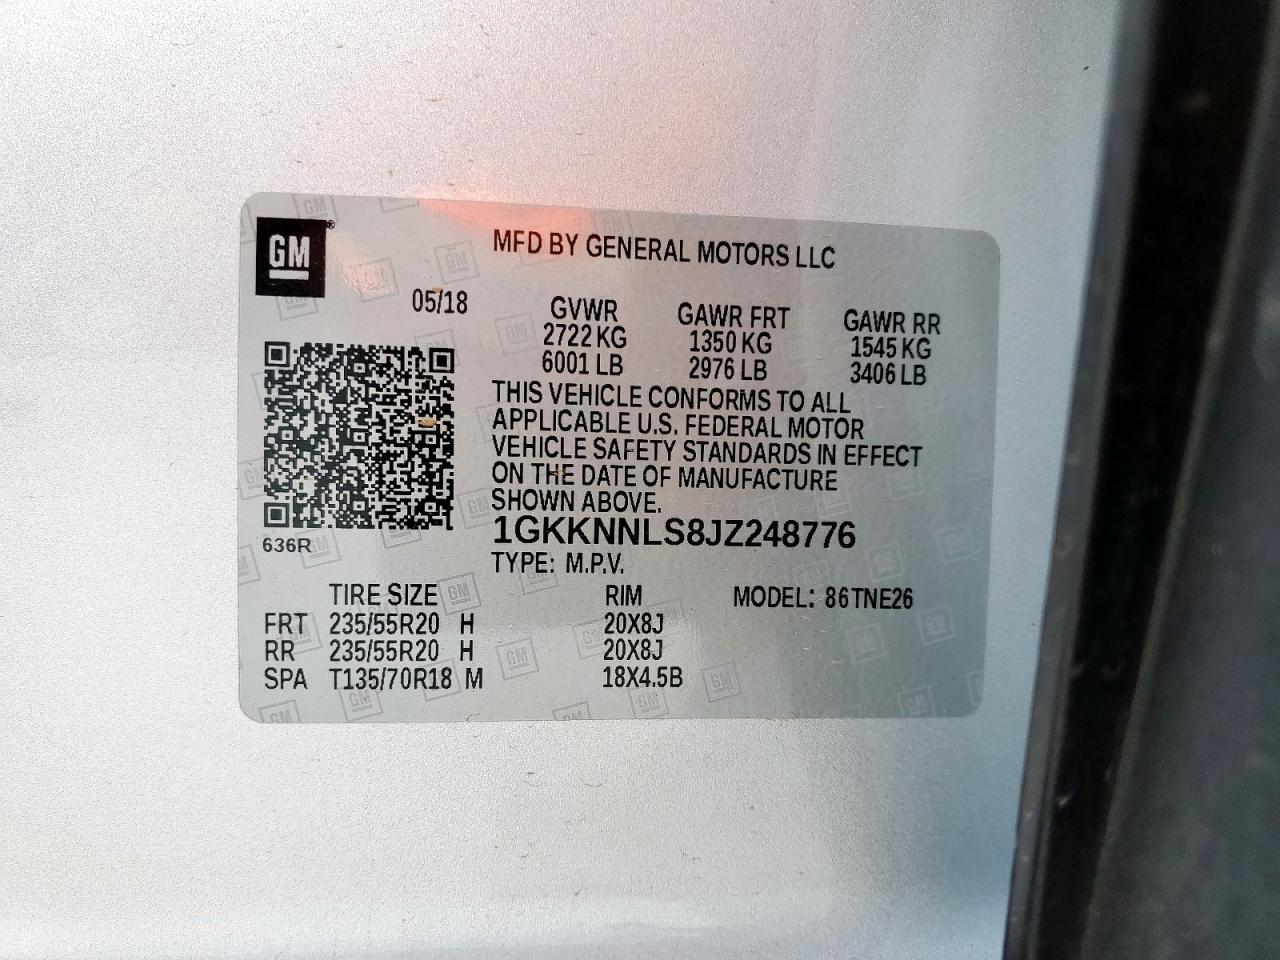 GM
MFD BY GENERAL MOTORS LLC
05/18
GVWR GAWR FRT GAWR RR
2722 KG 1350 KG 1545 KG
6001 LB 2976 LB 3406 LB
THIS VEHICLE CONFORMS TO ALL
APPLICABLE U.S. FEDERAL MOTOR
VEHICLE SAFETY STANDARDS IN EFFECT
ON THE DATE OF MANUFACTURE
SHOWN ABOVE.
1GKKNNLS8JZ248776
636R
TYPE: M.P.V.
TIRE SIZE RIM MODEL: 86TNE26
FRT 235/55R20 H 20X8J
RR 235/55R20 H 20X8J
SPA T135/70R18 M 18X4.5B